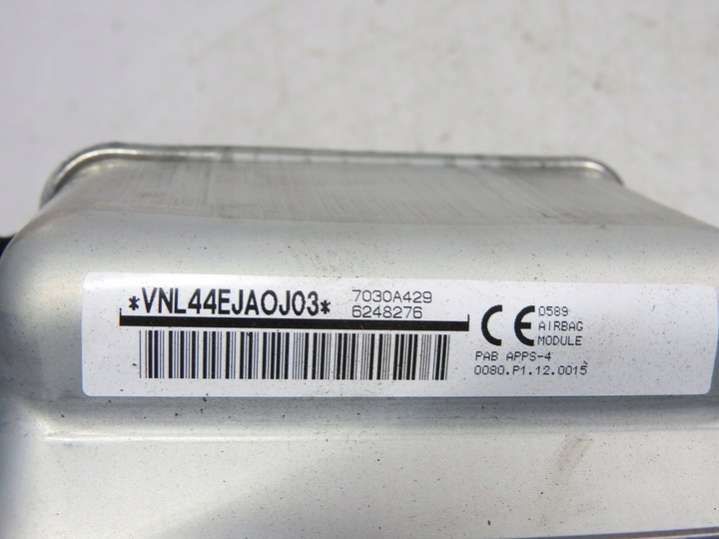 *VNL44EJAOJ03*
7030A429
6248276
CE
0589
AIRBAG
MODULE
PAB APPS-4
0080.P1.12.0015